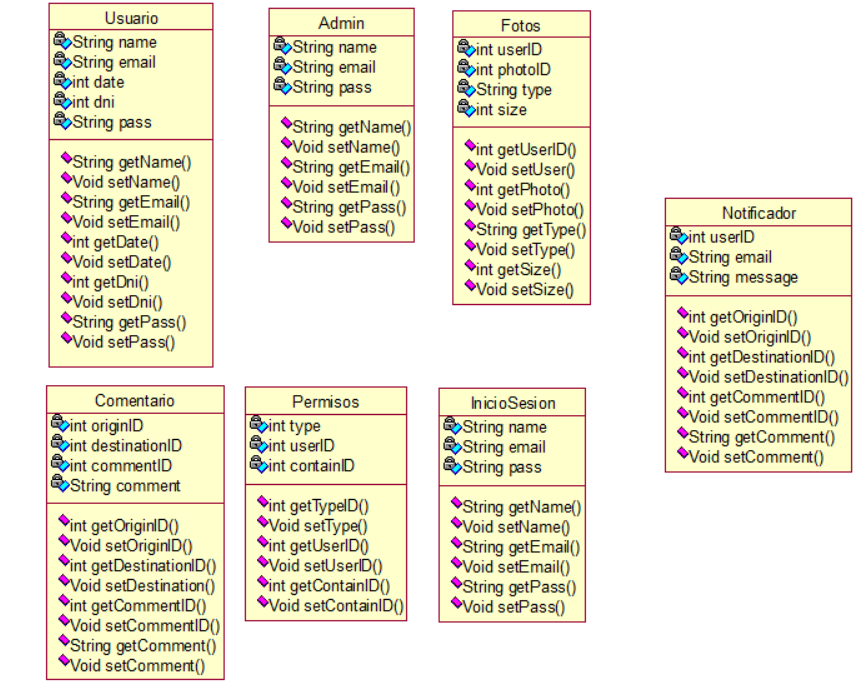 Usuario
String name
String email
int date
int dni
String pass
String getName()
Void setName()
String getEmail()
Void setEmail()
int getDate()
Void setDate()
int getDni()
Void setDni()
String getPass()
Void setPass()
Admin
String name
String email
String pass
String getName()
Void setName()
String getEmail()
Void setEmail()
String getPass()
Void setPass()
Fotos
int userID
int photoID
String type
int size
int getUserID()
Void setUser()
int getPhoto()
Void setPhoto()
String getType()
Void setType()
int getSize()
Void setSize()
Notificador
int userID
String email
String message
int getOriginID()
Void setOriginID()
int getDestinationID()
Void setDestinationID()
int getCommentID()
Void setCommentID()
String getComment()
Void setComment()
Comentario
int originID
int destinationID
int commentID
String comment
int getOriginID()
Void setOriginID()
int getDestinationID()
Void setDestination()
int getCommentID()
Void setCommentID()
String getComment()
Void setComment()
Permisos
int type
int userID
int containID
int getTypeID()
Void setType()
int getUserID()
Void setUserID()
int getContainID()
Void setContainID()
InicioSesion
String name
String email
String pass
String getName()
Void setName()
String getEmail()
Void setEmail()
String getPass()
Void setPass()